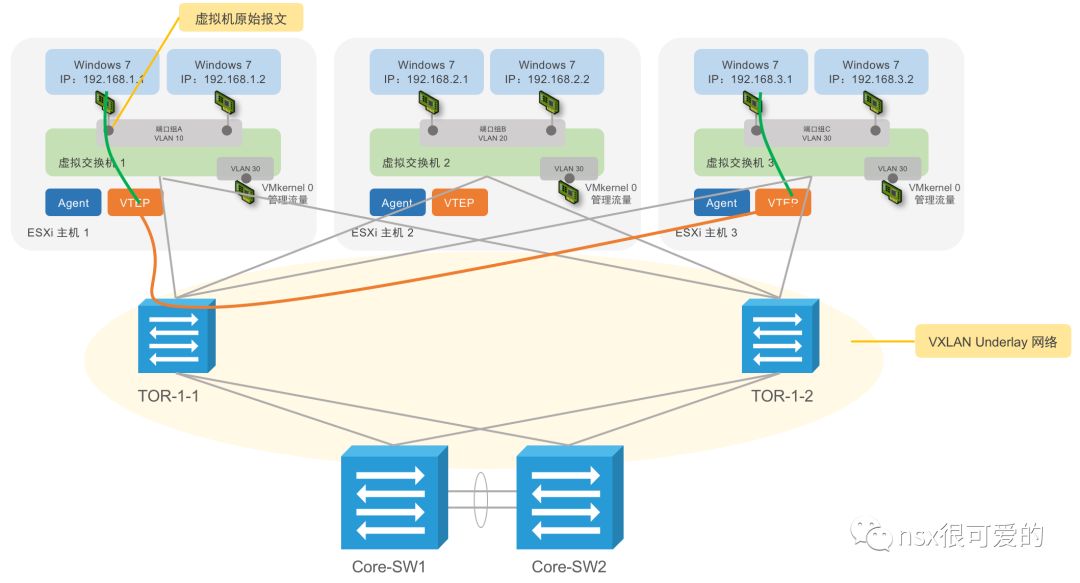 虚拟机原始报文
Windows 7
IP：192.168.1.1
Windows 7
IP：192.168.1.2
Windows 7
IP：192.168.2.1
Windows 7
IP：192.168.2.2
Windows 7
IP：192.168.3.1
Windows 7
IP：192.168.3.2
端口组A
VLAN 10
端口组B
VLAN 20
端口组C
VLAN 30
虚拟交换机 1
VLAN 30
虚拟交换机 2
VLAN 30
虚拟交换机 3
VLAN 30
VMkernel 0
管理流量
VMkernel 0
管理流量
VMkernel 0
管理流量
Agent
VTEP
Agent
VTEP
Agent
VTEP
ESXi 主机 1
ESXi 主机 2
ESXi 主机 3
VXLAN Underlay 网络
TOR-1-1
TOR-1-2
Core-SW1
Core-SW2
nsx很可爱的